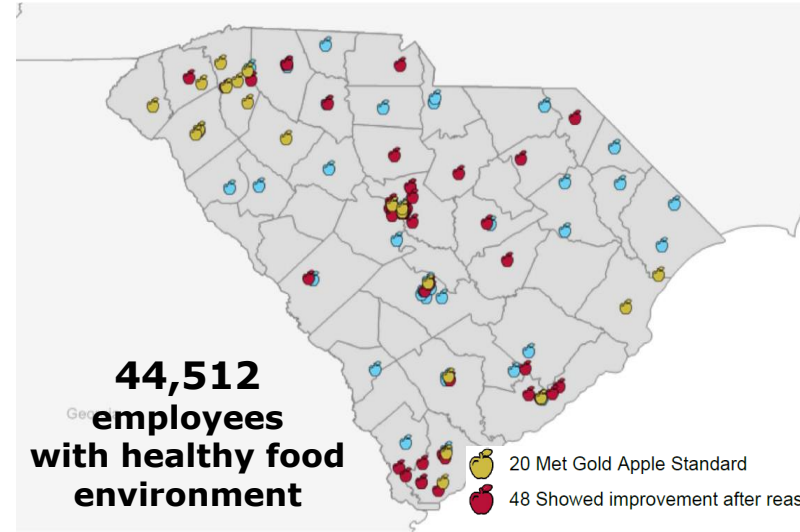 44,512
employees
with healthy food
environment
20 Met Gold Apple Standard
48 Showed improvement after reas